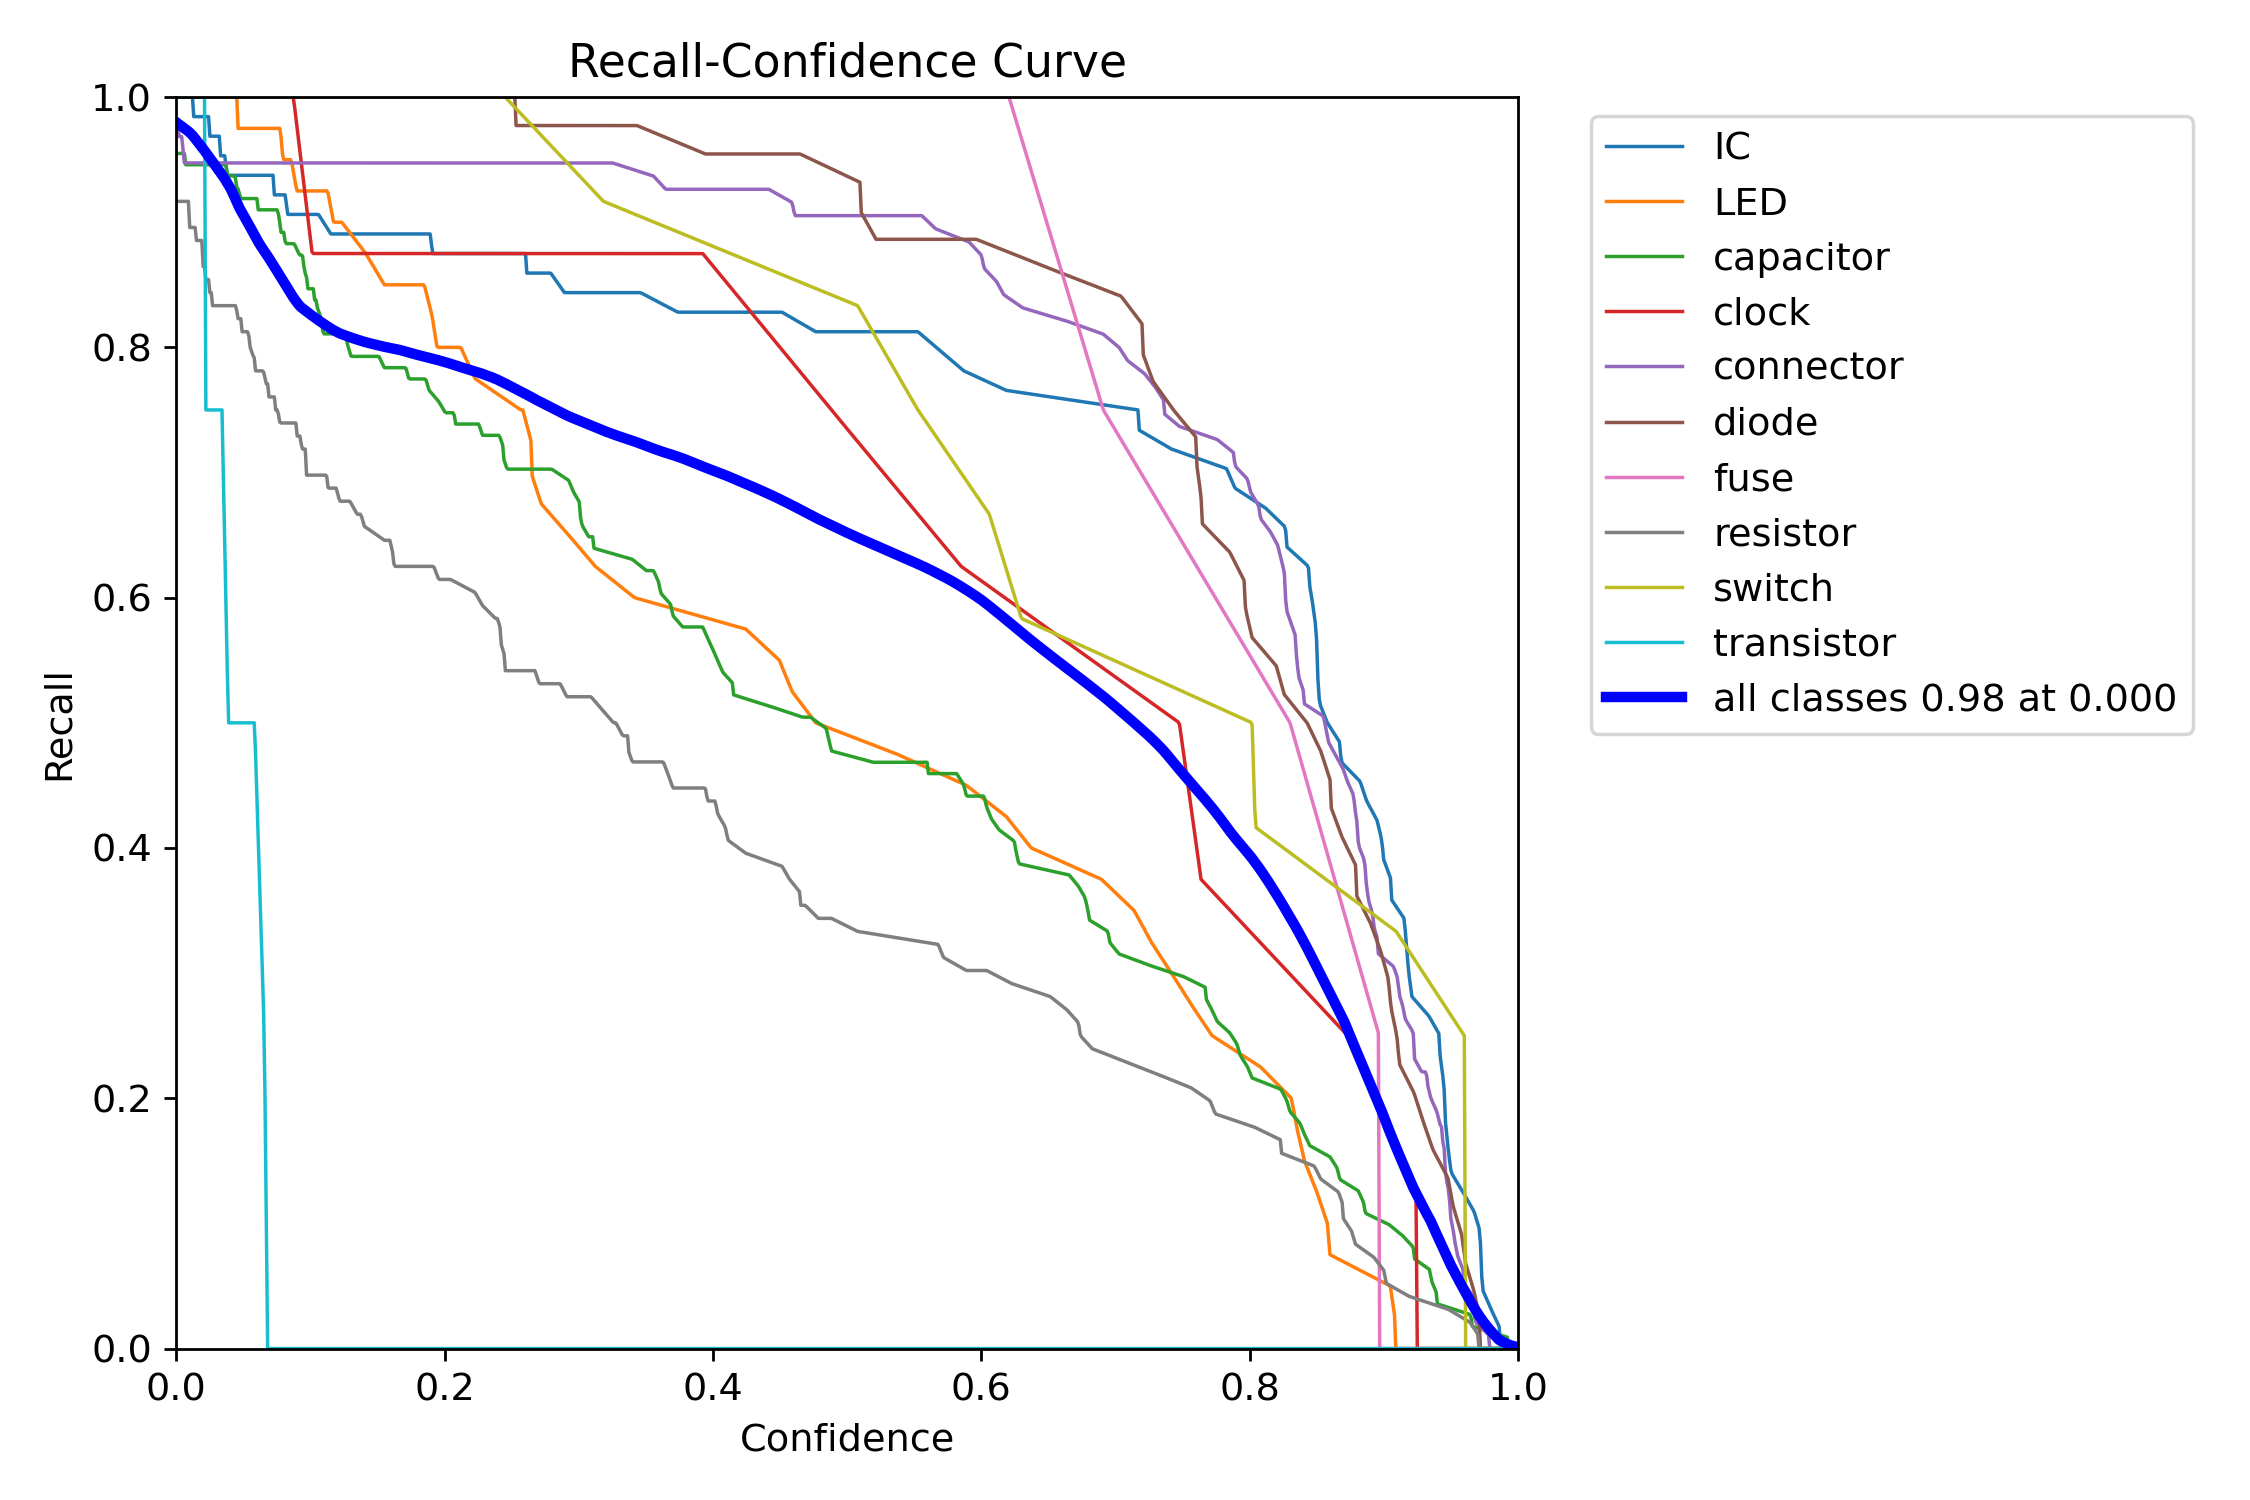 Recall-Confidence Curve
1.0
0.8
0.6
0.4
0.2
0.0
Recall
0.0 0.2 0.4 0.6 0.8 1.0
Confidence
IC
LED
capacitor
clock
connector
diode
fuse
resistor
switch
transistor
all classes 0.98 at 0.000